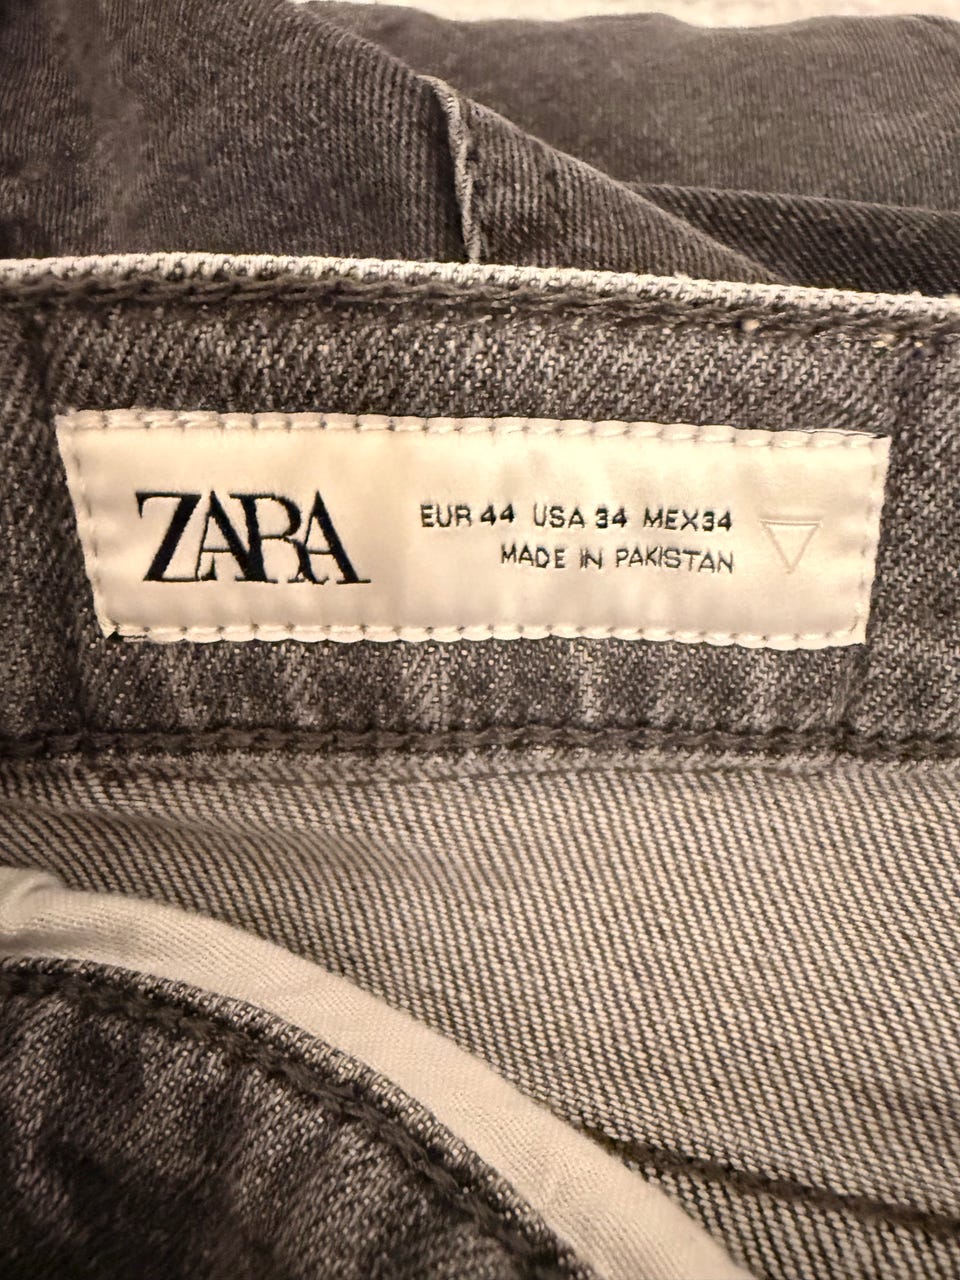 ZARA
EUR 44 USA 34 MEX34
MADE IN PAKISTAN